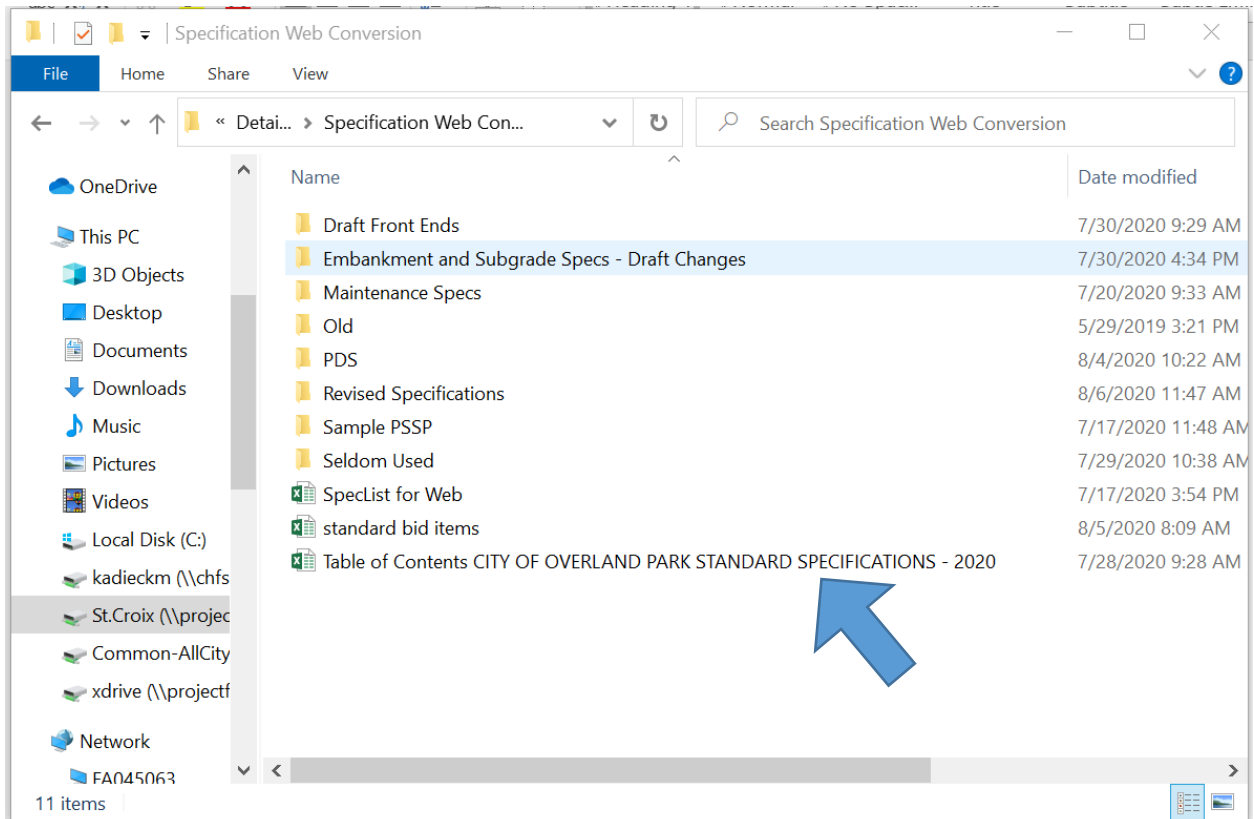 Specification Web Conversion
File Home Share View ?
« Detai... > Specification Web Con... Search Specification Web Conversion
Name Date modified
OneDrive
This PC
3D Objects
Desktop
Documents
Downloads
Music
Pictures
Videos
Local Disk (C:)
kadieckm (\\chfs
St.Croix (\\projec
Common-AllCity
xdrive (\\projectf
Network
EA045063
Draft Front Ends 7/30/2020 9:29 AM
Embankment and Subgrade Specs - Draft Changes 7/30/2020 4:34 PM
Maintenance Specs 7/20/2020 9:33 AM
Old 5/29/2019 3:21 PM
PDS 8/4/2020 10:22 AM
Revised Specifications 8/6/2020 11:47 AM
Sample PSSP 7/17/2020 11:48 AM
Seldom Used 7/29/2020 10:38 AM
SpecList for Web 7/17/2020 3:54 PM
standard bid items 8/5/2020 8:09 AM
Table of Contents CITY OF OVERLAND PARK STANDARD SPECIFICATIONS - 2020 7/28/2020 9:28 AM
11 items